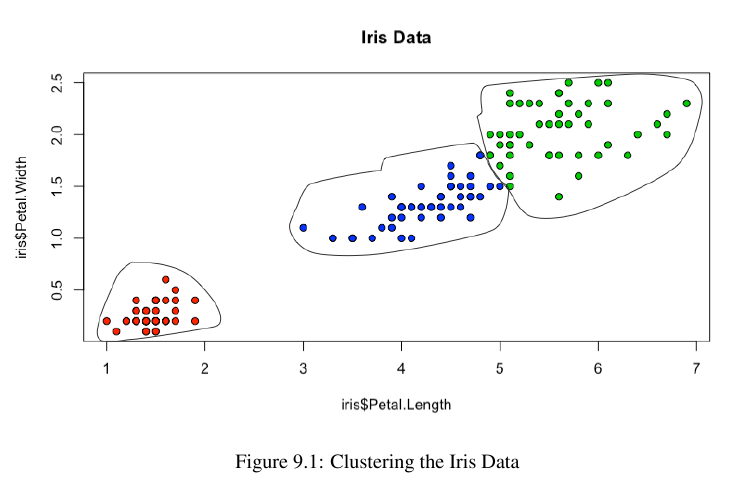 Iris Data
iris$Petal.Width
2.5
2.0
1.5
1.0
0.5
1 2 3 4 5 6 7
iris$Petal.Length
Figure 9.1: Clustering the Iris Data